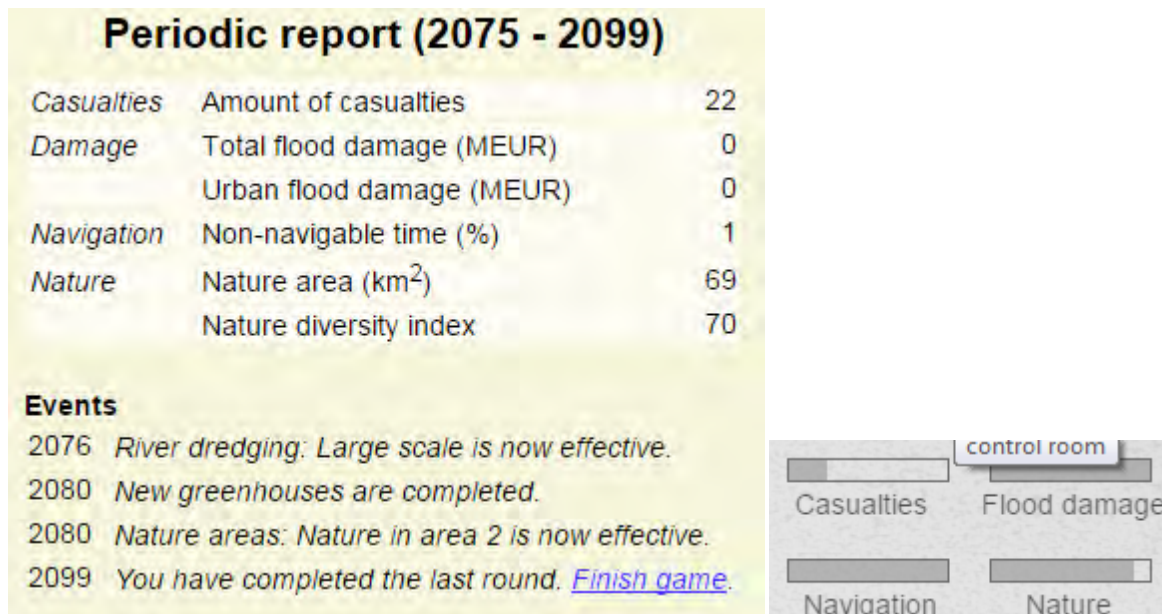 Periodic report (2075 - 2099)
Casualties Amount of casualties 22
Damage Total flood damage (MEUR) 0
Urban flood damage (MEUR) 0
Navigation Non-navigable time (%) 1
Nature Nature area (km²) 69
Nature diversity index 70
Events
2076 River dredging: Large scale is now effective.
2080 New greenhouses are completed.
2080 Nature areas: Nature in area 2 is now effective.
2099 You have completed the last round. Finish game.
control room
Casualties Flood damage
Navigation Nature